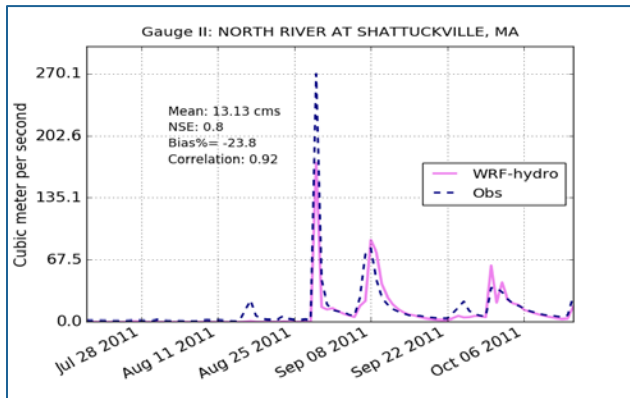 Gauge II: NORTH RIVER AT SHATTUCKVILLE, MA
Cubic meter per second
270.1
202.6
135.1
67.5
0.0
Mean: 13.13 cms
NSE: 0.8
Bias%= -23.8
Correlation: 0.92
WRF-hydro
Obs
Jul 28 2011
Aug 11 2011
Aug 25 2011
Sep 08 2011
Sep 22 2011
Oct 06 2011